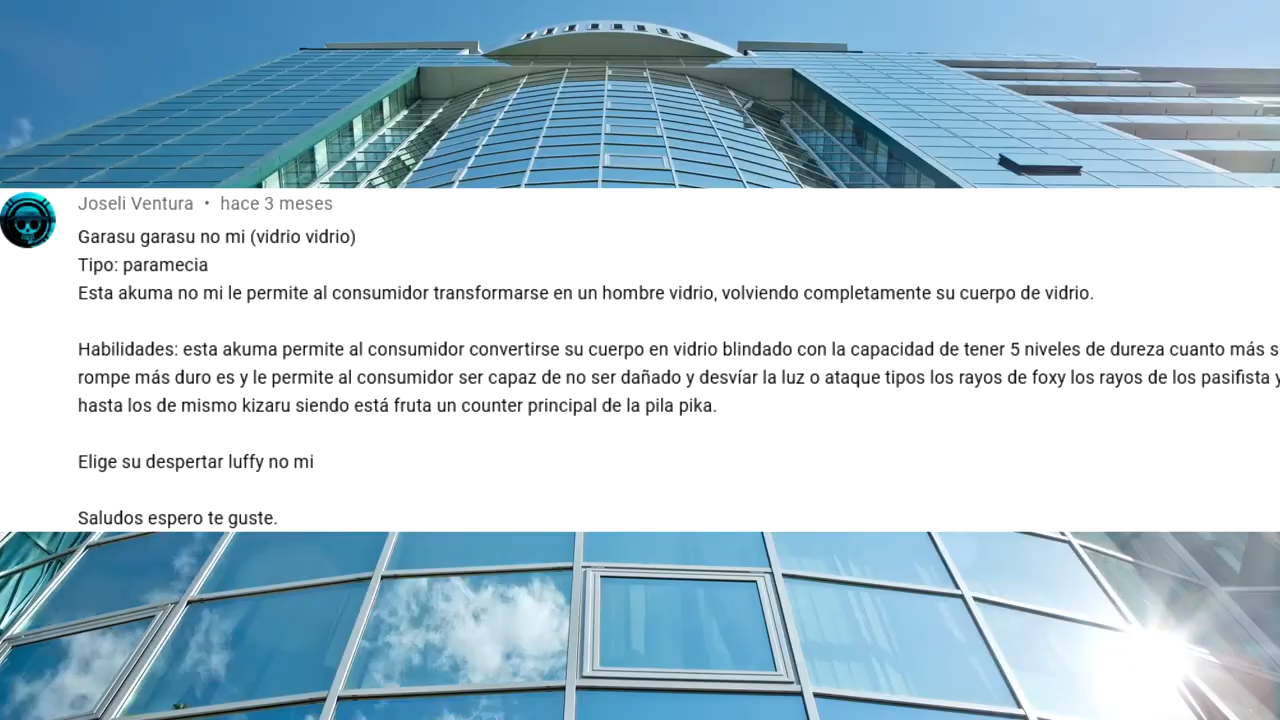 Joseli Ventura • hace 3 meses
Garasu garasu no mi (vidrio vidrio)
Tipo: paramecia
Esta akuma no mi le permite al consumidor transformarse en un hombre vidrio, volviendo completamente su cuerpo de vidrio.
Habilidades: esta akuma permite al consumidor convertirse su cuerpo en vidrio blindado con la capacidad de tener 5 niveles de dureza cuanto más s
rompe más duro es y le permite al consumidor ser capaz de no ser dañado y desvíar la luz o ataque tipos los rayos de foxy los rayos de los pasifista y
hasta los de mismo kizaru siendo está fruta un counter principal de la pila pika.
Elige su despertar luffy no mi
Saludos espero te guste.